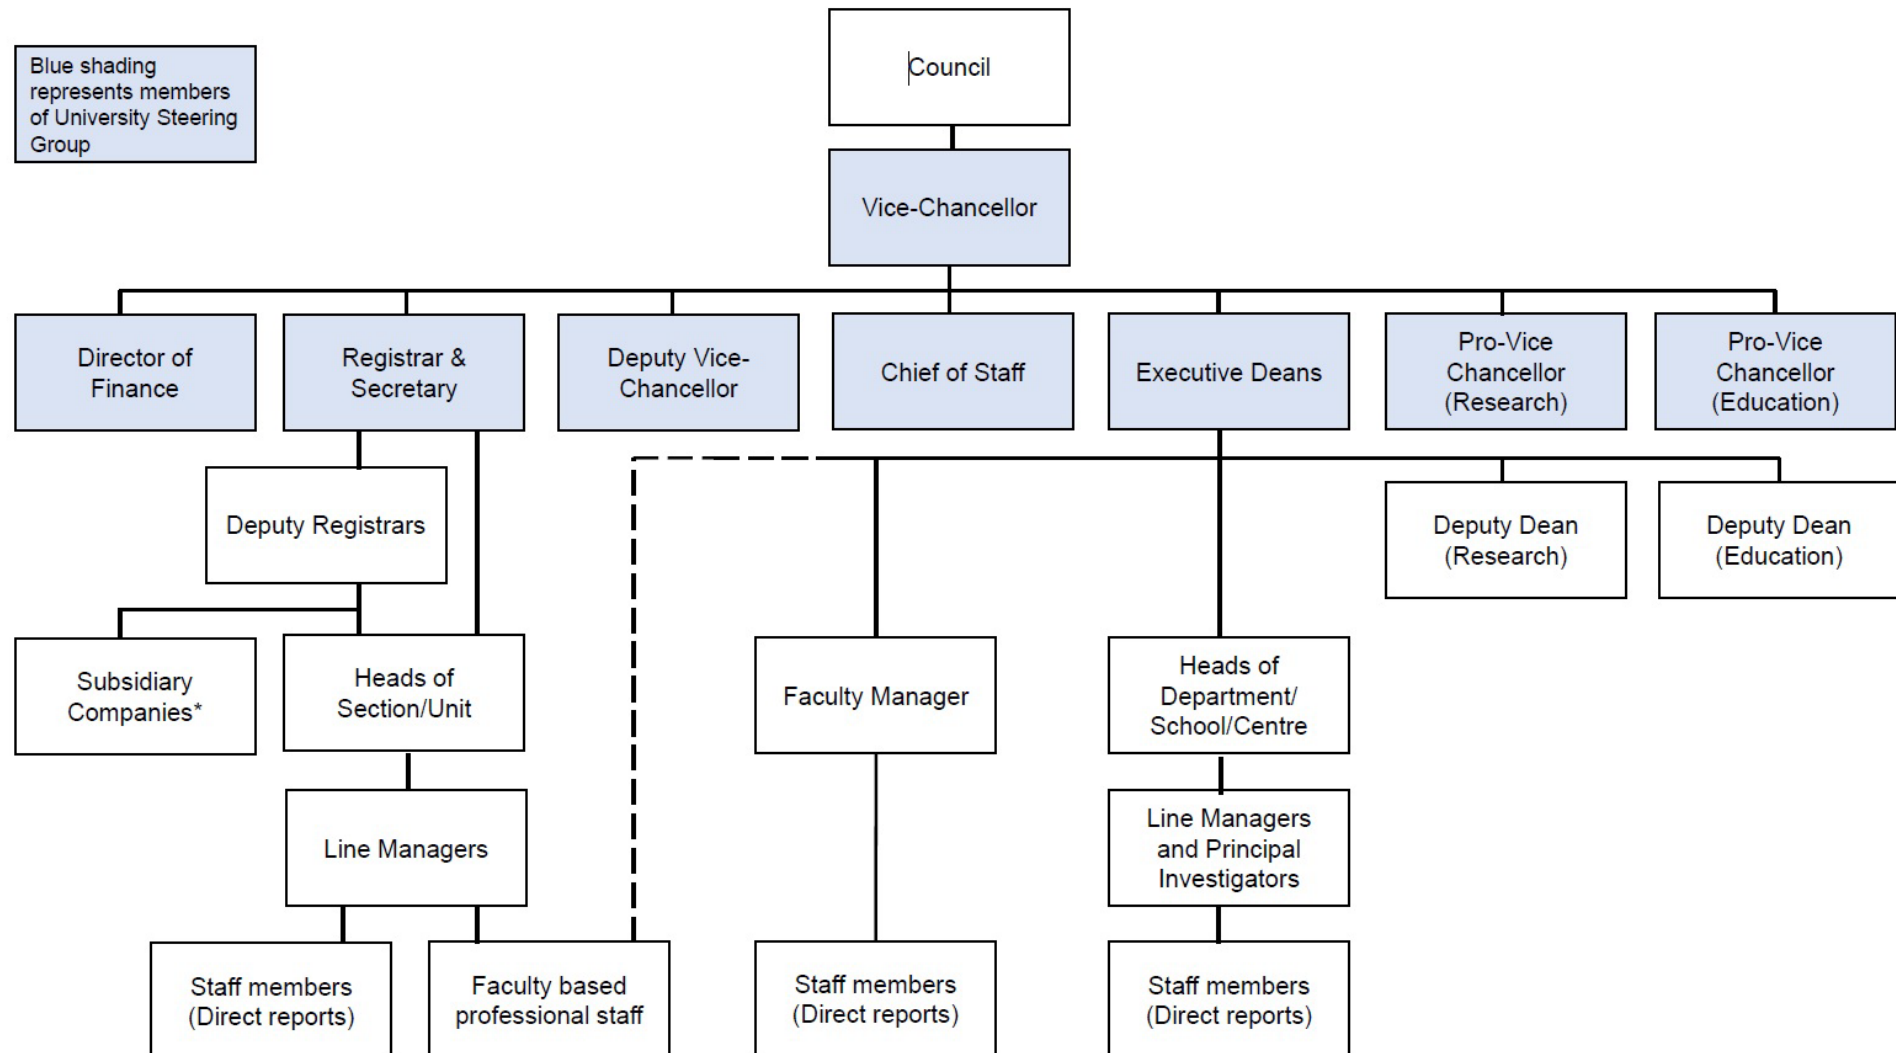 Blue shading
represents members
of University Steering
Group
Council
Vice-Chancellor
Director of
Finance
Registrar &
Secretary
Deputy Vice-
Chancellor
Chief of Staff
Executive Deans
Pro-Vice
Chancellor
(Research)
Pro-Vice
Chancellor
(Education)
Deputy Registrars
Deputy Dean
(Research)
Deputy Dean
(Education)
Subsidiary
Companies*
Heads of
Section/Unit
Faculty Manager
Heads of
Department/
School/Centre
Line Managers
Line Managers
and Principal
Investigators
Staff members
(Direct reports)
Faculty based
professional staff
Staff members
(Direct reports)
Staff members
(Direct reports)